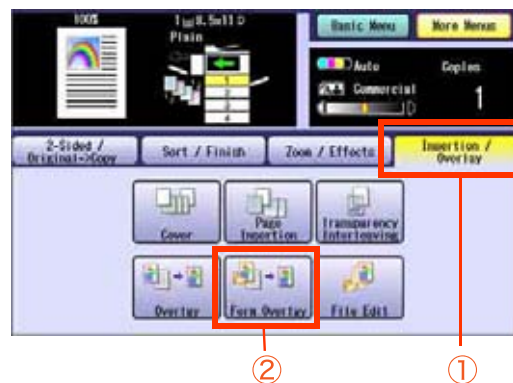 100%
1 8.5x11
Plain
Basic Menu
More Menus
1
2
3
4
Auto
Copies
Commercial
1
2-Sided /
Original->Copy
Sort / Finish
Zoom / Effects
Insertion /
Overlay
Cover
Page
Insertion
Transparency
Interleaving
Overlay
Form Overlay
File Edit
②
①